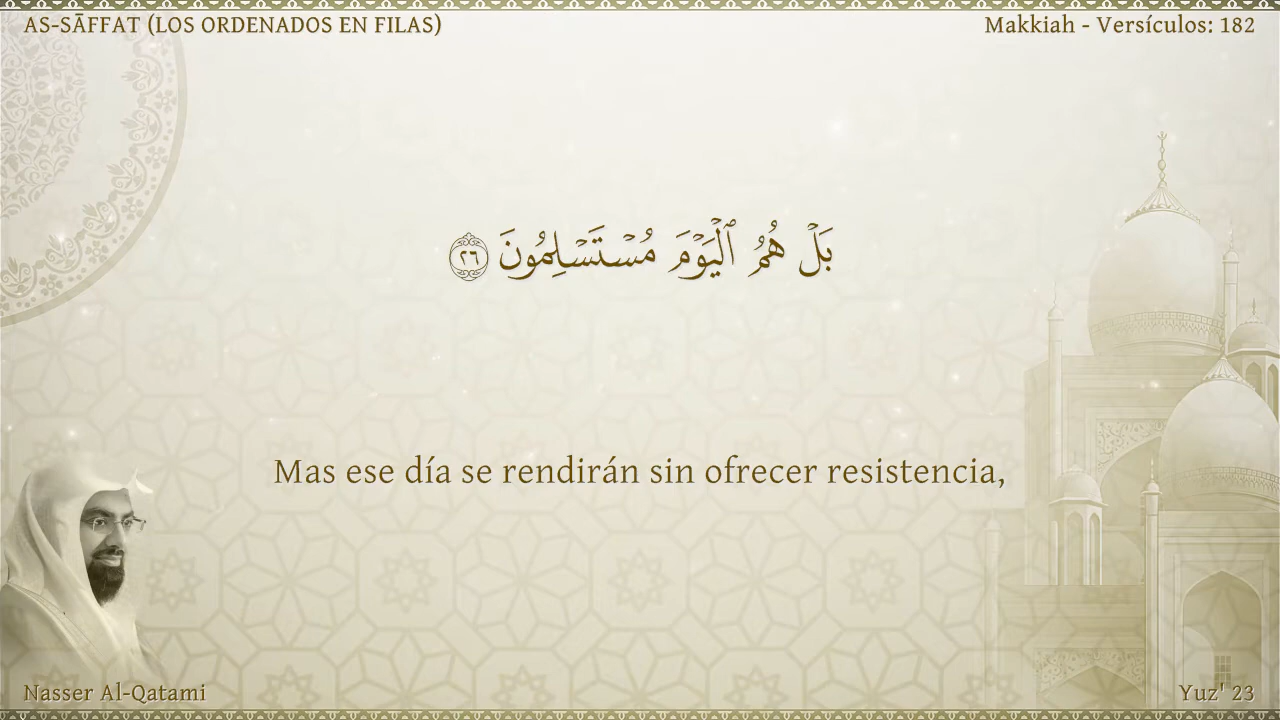 AS-SĀFFAT (LOS ORDENADOS EN FILAS)
Makkiah - Versículos: 182
بَلۡ هُمُ ٱلۡيَوۡمَ مُسۡتَسۡلِمُونَ ٢٦
Mas ese día se rendirán sin ofrecer resistencia,
Nasser Al-Qatami
Yuz' 23